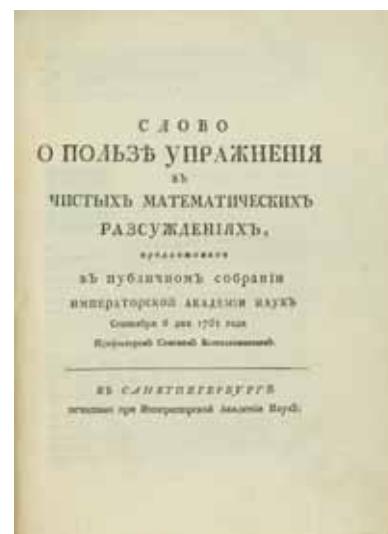 СЛОВО
О ПОЛЬЗѢ УПРАЖНЕНІЯ
ВЪ
ЧИСТЫХЪ МАТЕМАТИЧЕСКИХЪ
РАЗСУЖДЕНІЯХЪ,
предложенное
въ публичномъ собраніи
ИМПЕРАТОРСКОЙ АКАДЕМІИ НАУКЪ
Сентября 6 дня 1761 года
Профессоромъ
ВЪ САНКТПЕТЕРБУРГѢ
печатано при Императорской Академіи Наукъ.